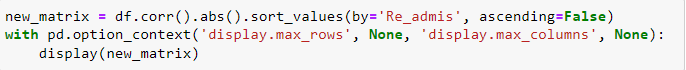 new_matrix = df.corr().abs().sort_values(by='Re_admis', ascending=False)
with pd.option_context('display.max_rows', None, 'display.max_columns', None):
    display(new_matrix)